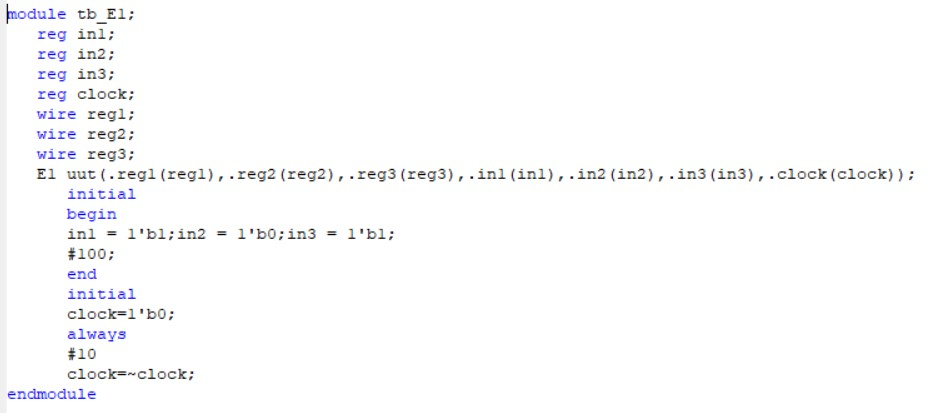 module tb_E1;
reg in1;
reg in2;
reg in3;
reg clock;
wire reg1;
wire reg2;
wire reg3;
E1 uut(.reg1(reg1),.reg2(reg2),.reg3(reg3),.in1(in1),.in2(in2),.in3(in3),.clock(clock));
initial
begin
in1 = 1'b1;in2 = 1'b0;in3 = 1'b1;
#100;
end
initial
clock=1'b0;
always
#10
clock=~clock;
endmodule